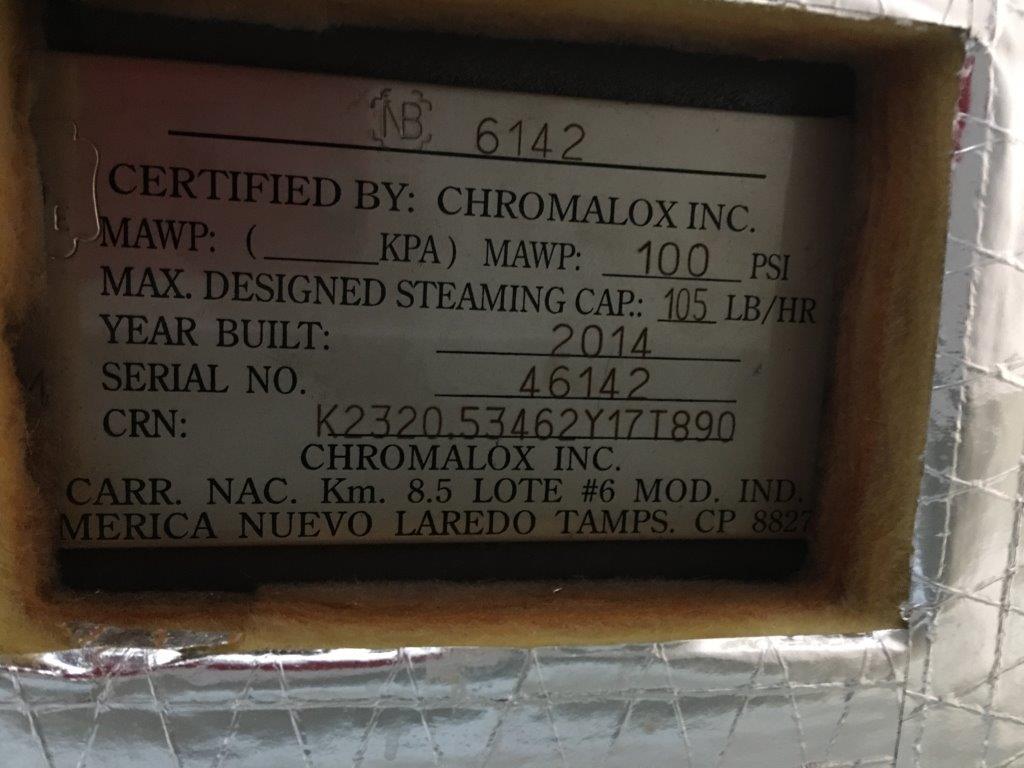 NB 6142
CERTIFIED BY: CHROMALOX INC.
MAWP: ( KPA) MAWP: 100 PSI
MAX. DESIGNED STEAMING CAP.: 105 LB/HR
YEAR BUILT: 2014
SERIAL NO. 46142
CRN: K2320.53462Y17T890
CHROMALOX INC.
CARR. NAC. Km. 8.5 LOTE #6 MOD. IND.
MERICA NUEVO LAREDO TAMPS. CP 8827